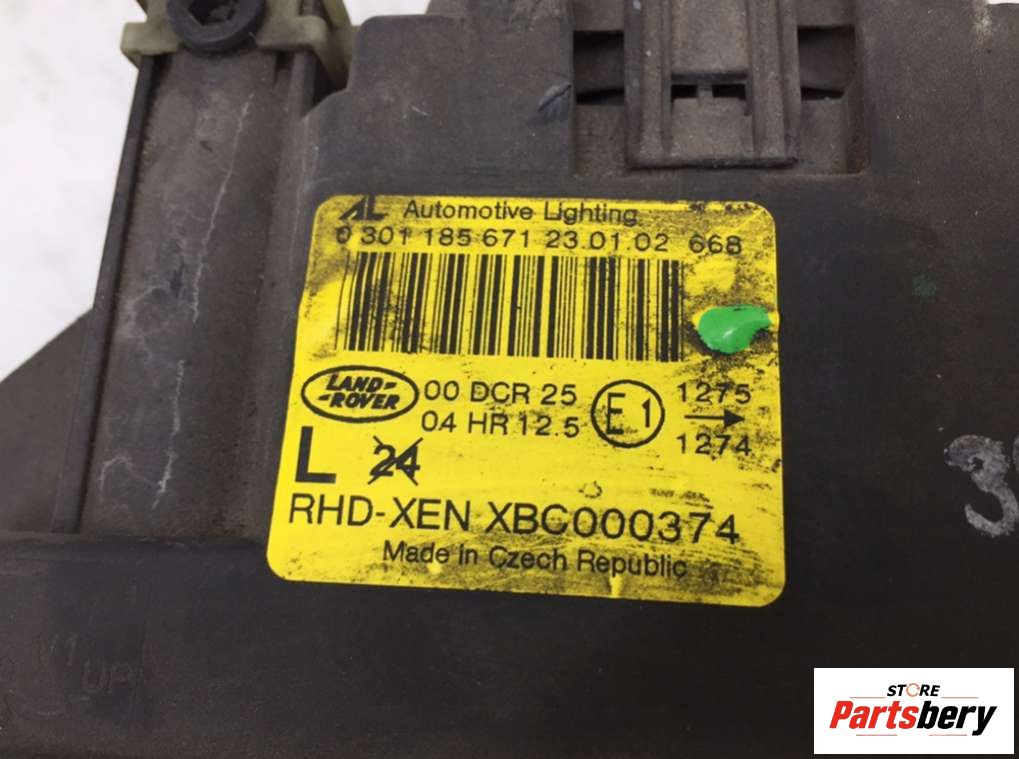 AL Automotive Lighting
0 301 185 671 23.01.02 668
LAND-
-ROVER
00 DCR 25
04 HR 12.5
E1
1275
1274
L 24
RHD-XEN XBC000374
Made in Czech Republic
UP
STORE
Partsbery